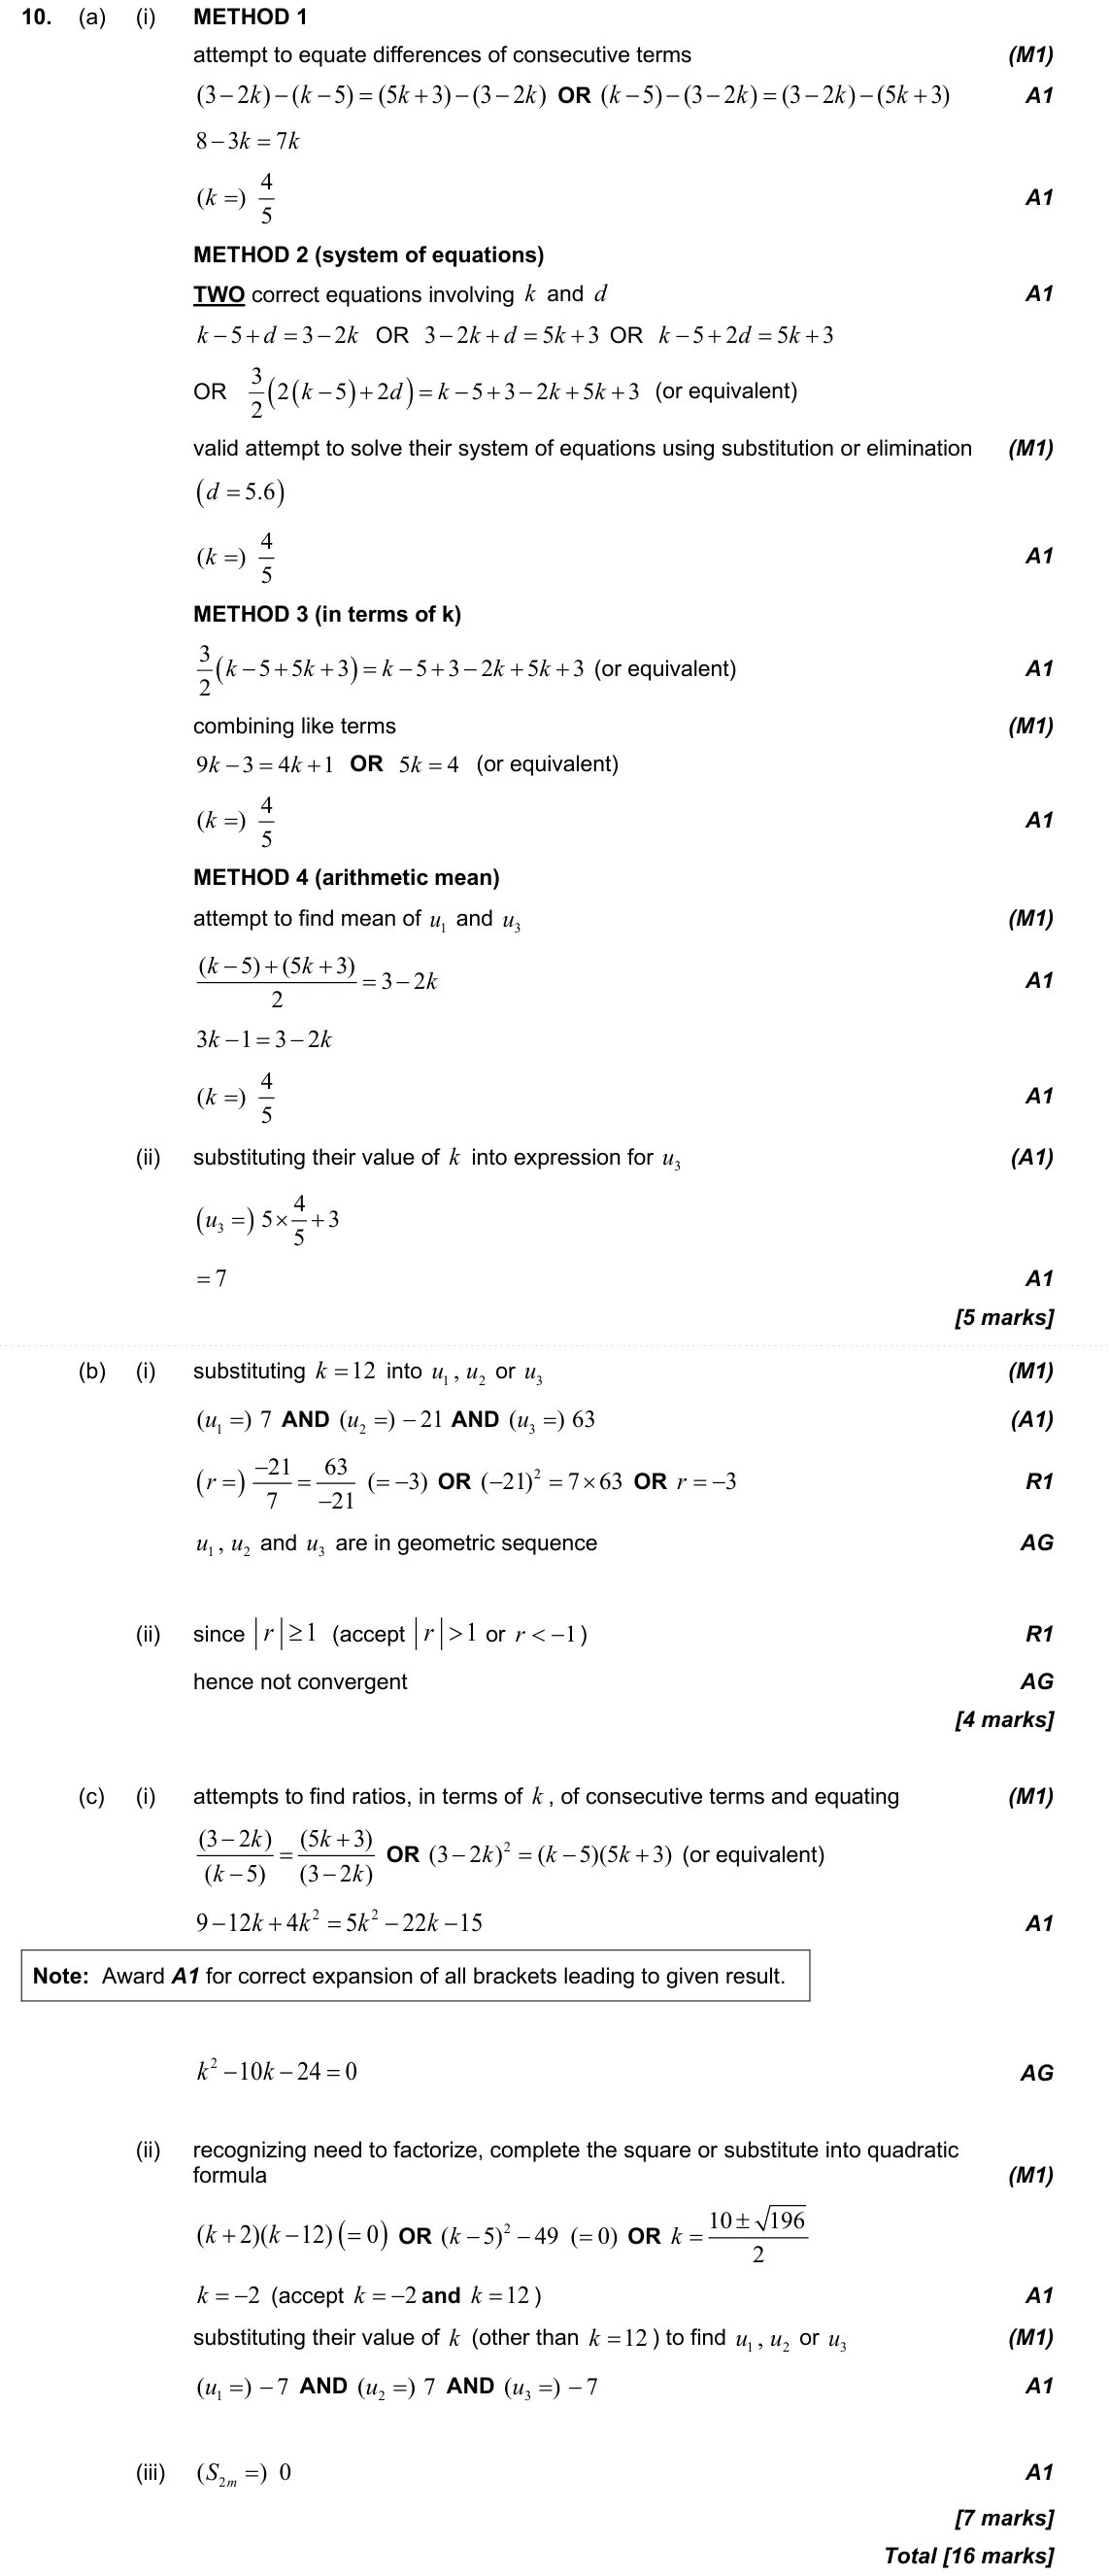 10. (a) (i) METHOD 1
attempt to equate differences of consecutive terms (M1)
(3−2k)−(k−5)=(5k+3)−(3−2k) OR (k−5)−(3−2k)=(3−2k)−(5k+3) A1
8−3k=7k
(k=) 4/5 A1
METHOD 2 (system of equations)
TWO correct equations involving k and d A1
k−5+d=3−2k OR 3−2k+d=5k+3 OR k−5+2d=5k+3
OR 3/2(2(k−5)+2d)=k−5+3−2k+5k+3 (or equivalent)
valid attempt to solve their system of equations using substitution or elimination (M1)
(d=5.6)
(k=) 4/5 A1
METHOD 3 (in terms of k)
3/2(k−5+5k+3)=k−5+3−2k+5k+3 (or equivalent) A1
combining like terms (M1)
9k−3=4k+1 OR 5k=4 (or equivalent)
(k=) 4/5 A1
METHOD 4 (arithmetic mean)
attempt to find mean of u₁ and u₃ (M1)
((k−5)+(5k+3))/2=3−2k A1
3k−1=3−2k
(k=) 4/5 A1
(ii) substituting their value of k into expression for u₃ (A1)
(u₃=) 5×4/5+3
=7 A1
[5 marks]
(b) (i) substituting k=12 into u₁, u₂ or u₃ (M1)
(u₁=) 7 AND (u₂=) −21 AND (u₃=) 63 (A1)
(r=) −21/7=63/−21 (=−3) OR (−21)²=7×63 OR r=−3 R1
u₁, u₂ and u₃ are in geometric sequence AG
(ii) since |r|≥1 (accept |r|>1 or r<−1) R1
hence not convergent AG
[4 marks]
(c) (i) attempts to find ratios, in terms of k, of consecutive terms and equating (M1)
(3−2k)/(k−5)=(5k+3)/(3−2k) OR (3−2k)²=(k−5)(5k+3) (or equivalent)
9−12k+4k²=5k²−22k−15 A1
Note: Award A1 for correct expansion of all brackets leading to given result.
k²−10k−24=0 AG
(ii) recognizing need to factorize, complete the square or substitute into quadratic
formula (M1)
(k+2)(k−12)(=0) OR (k−5)²−49 (=0) OR k=(10±√196)/2
k=−2 (accept k=−2 and k=12) A1
substituting their value of k (other than k=12) to find u₁, u₂ or u₃ (M1)
(u₁=) −7 AND (u₂=) 7 AND (u₃=) −7 A1
(iii) (S₂ₘ=) 0 A1
[7 marks]
Total [16 marks]